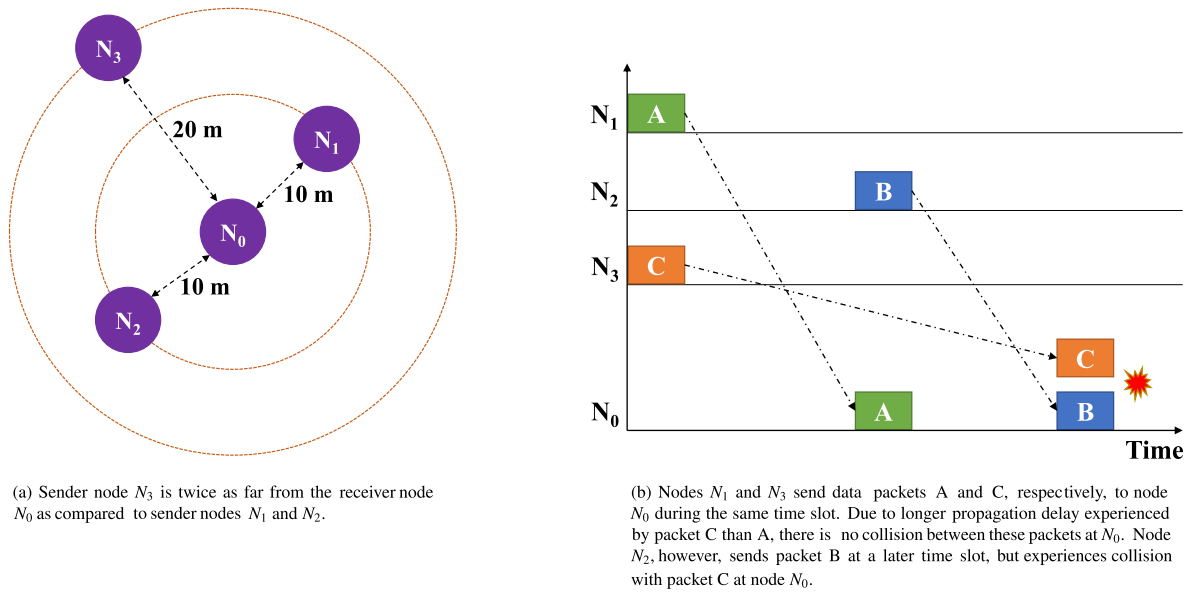 N3
20 m
N1
10 m
N0
10 m
N2
(a) Sender node N3 is twice as far from the receiver node
N0 as compared to sender nodes N1 and N2.
N1
A
N2
B
N3
C
C
N0
A
B
Time
(b) Nodes N1 and N3 send data packets A and C, respectively, to node
N0 during the same time slot. Due to longer propagation delay experienced
by packet C than A, there is no collision between these packets at N0. Node
N2, however, sends packet B at a later time slot, but experiences collision
with packet C at node N0.